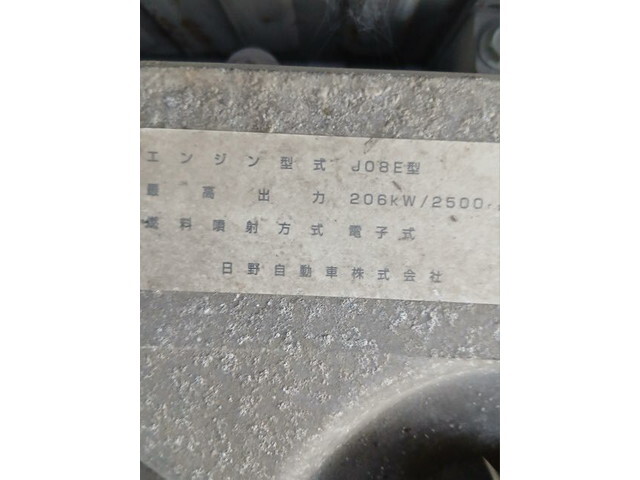 エンジン型式 J08E型
最高出力 206kW/2500
燃料噴射方式 電子式
日野自動車株式会社